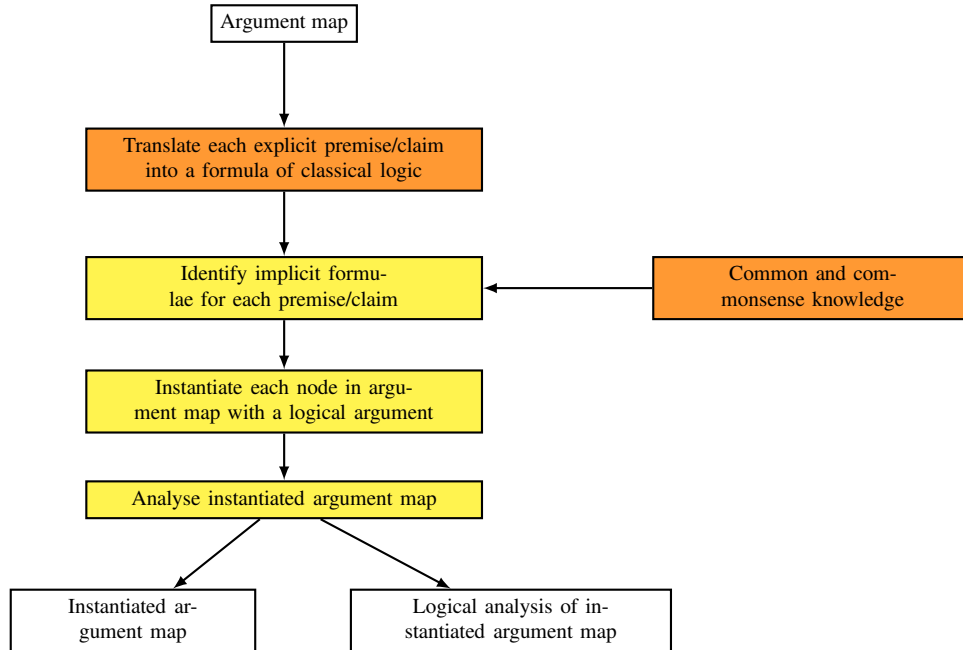 Argument map
Translate each explicit premise/claim
into a formula of classical logic
Identify implicit formu-
lae for each premise/claim
Common and com-
monsense knowledge
Instantiate each node in argu-
ment map with a logical argument
Analyse instantiated argument map
Instantiated ar-
gument map
Logical analysis of in-
stantiated argument map